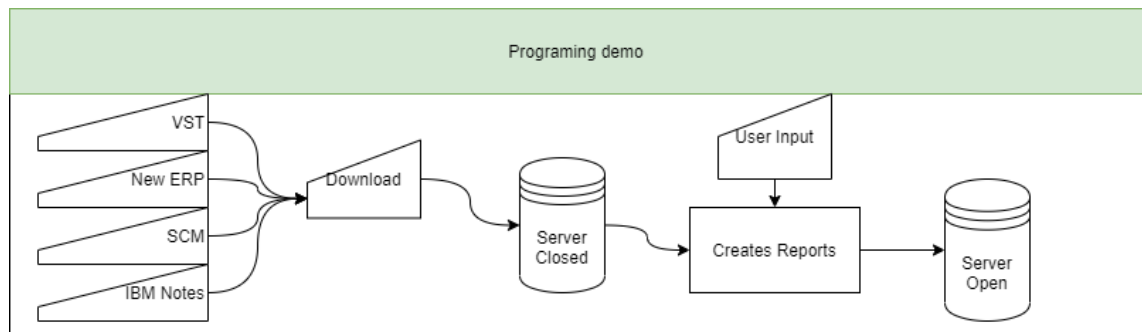 Programing demo
VST
New ERP
SCM
IBM Notes
Download
Server
Closed
User Input
Creates Reports
Server
Open